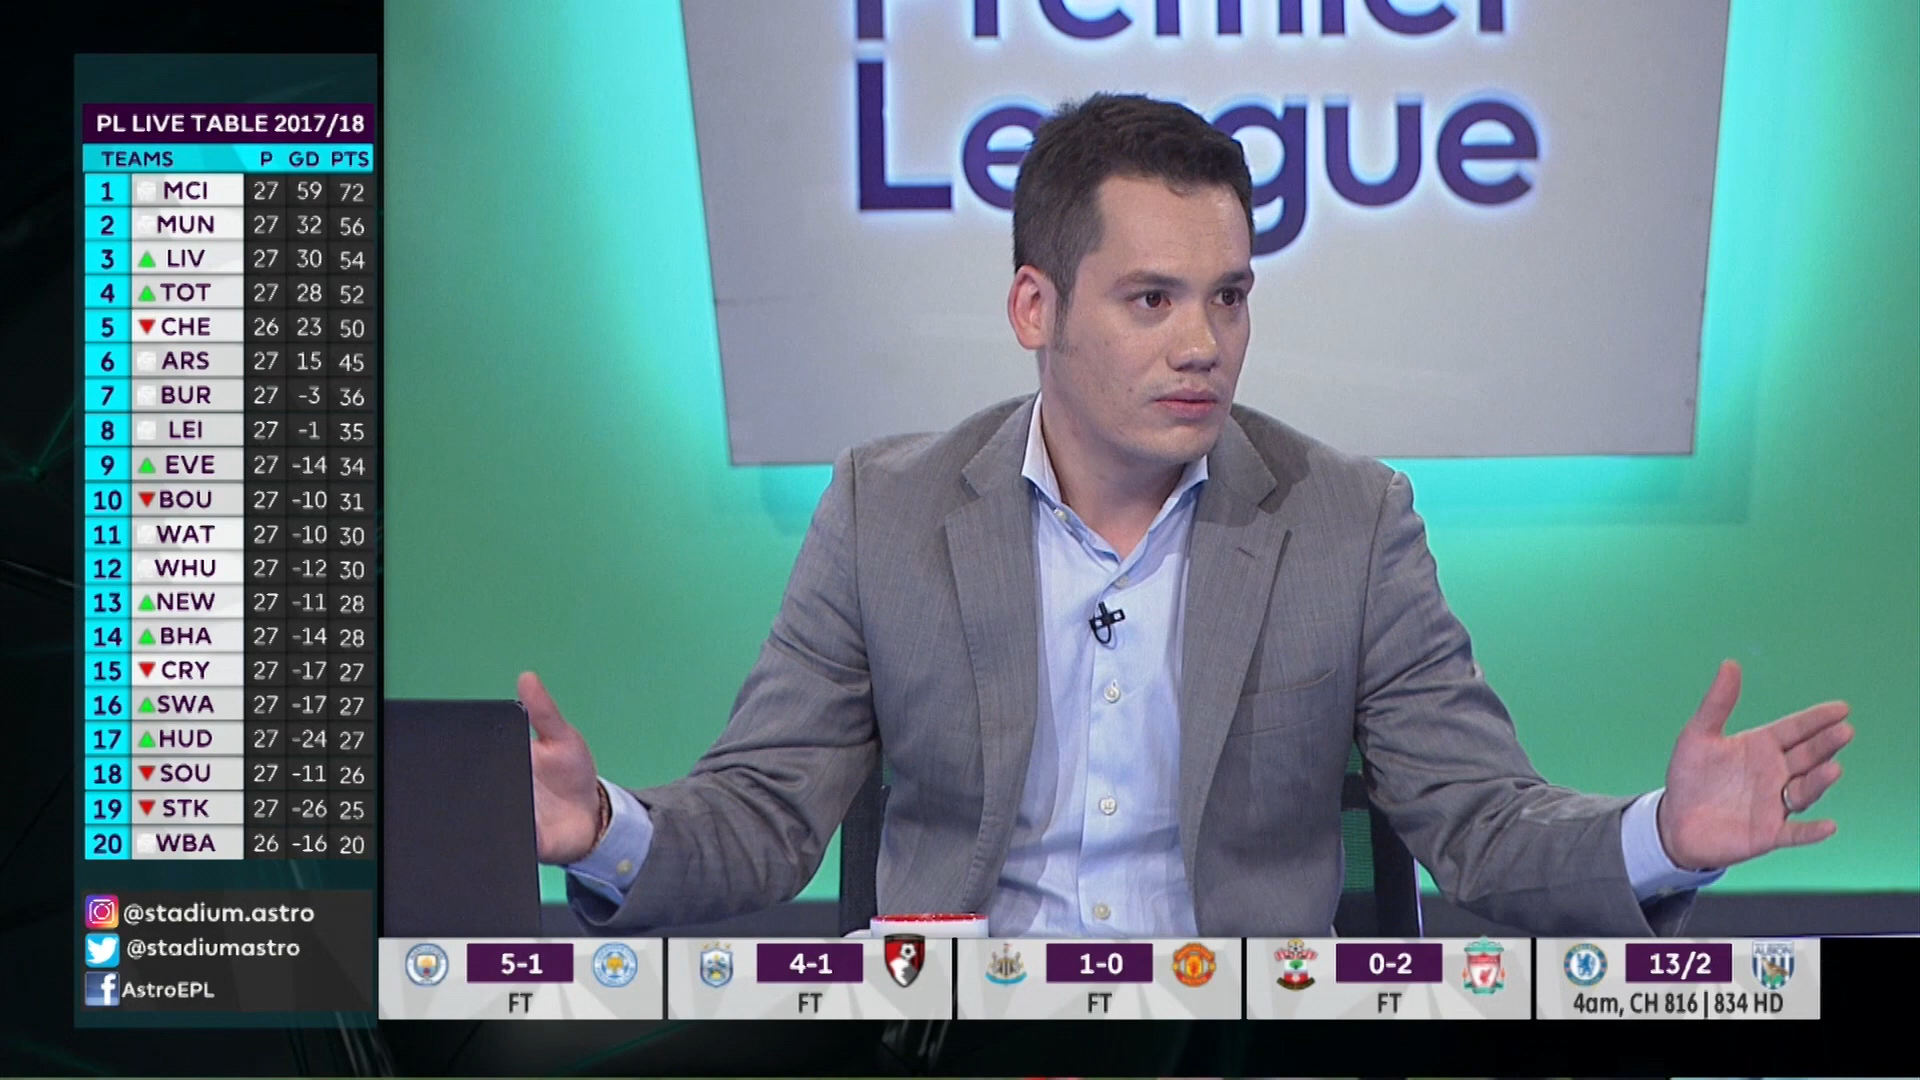 Premier
League
PL LIVE TABLE 2017/18
TEAMS P GD PTS
1 MCI 27 59 72
2 MUN 27 32 56
3 LIV 27 30 54
4 TOT 27 28 52
5 CHE 26 23 50
6 ARS 27 15 45
7 BUR 27 -3 36
8 LEI 27 -1 35
9 EVE 27 -14 34
10 BOU 27 -10 31
11 WAT 27 -10 30
12 WHU 27 -12 30
13 NEW 27 -11 28
14 BHA 27 -14 28
15 CRY 27 -17 27
16 SWA 27 -17 27
17 HUD 27 -24 27
18 SOU 27 -11 26
19 STK 27 -26 25
20 WBA 26 -16 20
@stadium.astro
@stadiumastro
AstroEPL
5-1
FT
4-1
FT
1-0
FT
0-2
FT
13/2
4am, CH 816 | 834 HD